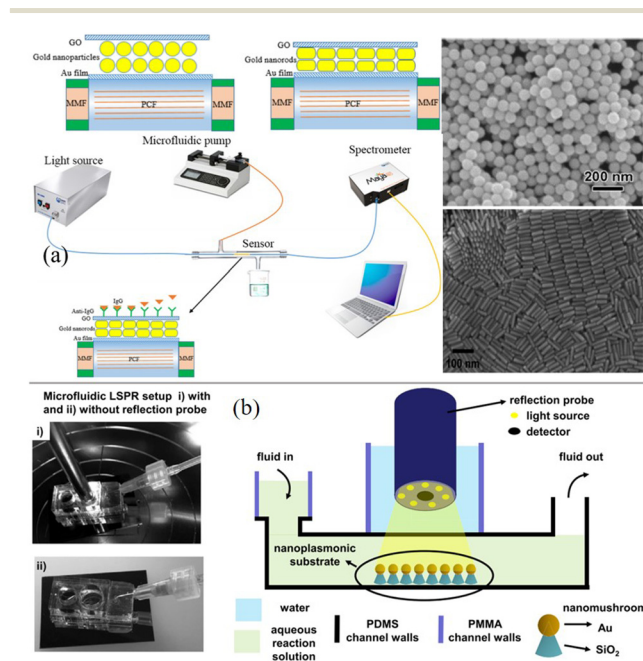 GO
Gold nanoparticles
Au film
MMF
PCF
MMF
GO
Gold nanorods
Au film
MMF
PCF
MMF
200 nm
Microfluidic pump
Light source
Spectrometer
Maya
(a)
Sensor
IgG
Anti-IgG
GO
Gold nanorods
Au film
MMF
PCF
MMF
100 nm
Microfluidic LSPR setup i) with
and ii) without reflection probe
i)
ii)
(b)
reflection probe
light source
detector
fluid in
fluid out
nanoplasmonic
substrate
water
aqueous
reaction
solution
PDMS
channel walls
PMMA
channel walls
nanomushroom
Au
SiO2